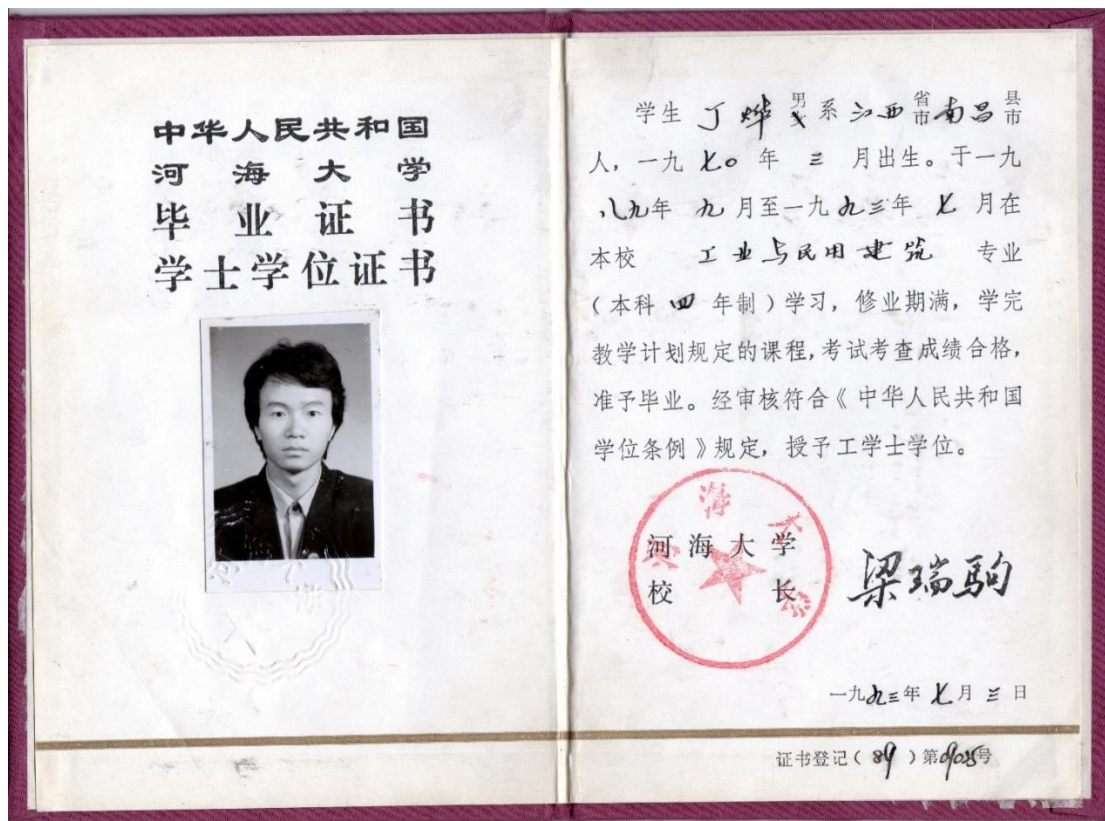 中华人民共和国
河海大学
毕业证书
学士学位证书
学生 丁烨 男 系 江西 省市 南昌 县市
人，一九七〇年 三 月出生。于一九
八九年 九 月至一九九三年 七 月在
本校 工业与民用建筑 专业
（本科 四 年制）学习，修业期满，学完
教学计划规定的课程，考试考查成绩合格，
准予毕业。经审核符合《中华人民共和国
学位条例》规定，授予工学士学位。
河海大学
河海大学
校长 梁瑞驹
一九九三年 七 月 三 日
证书登记（89）第09025号